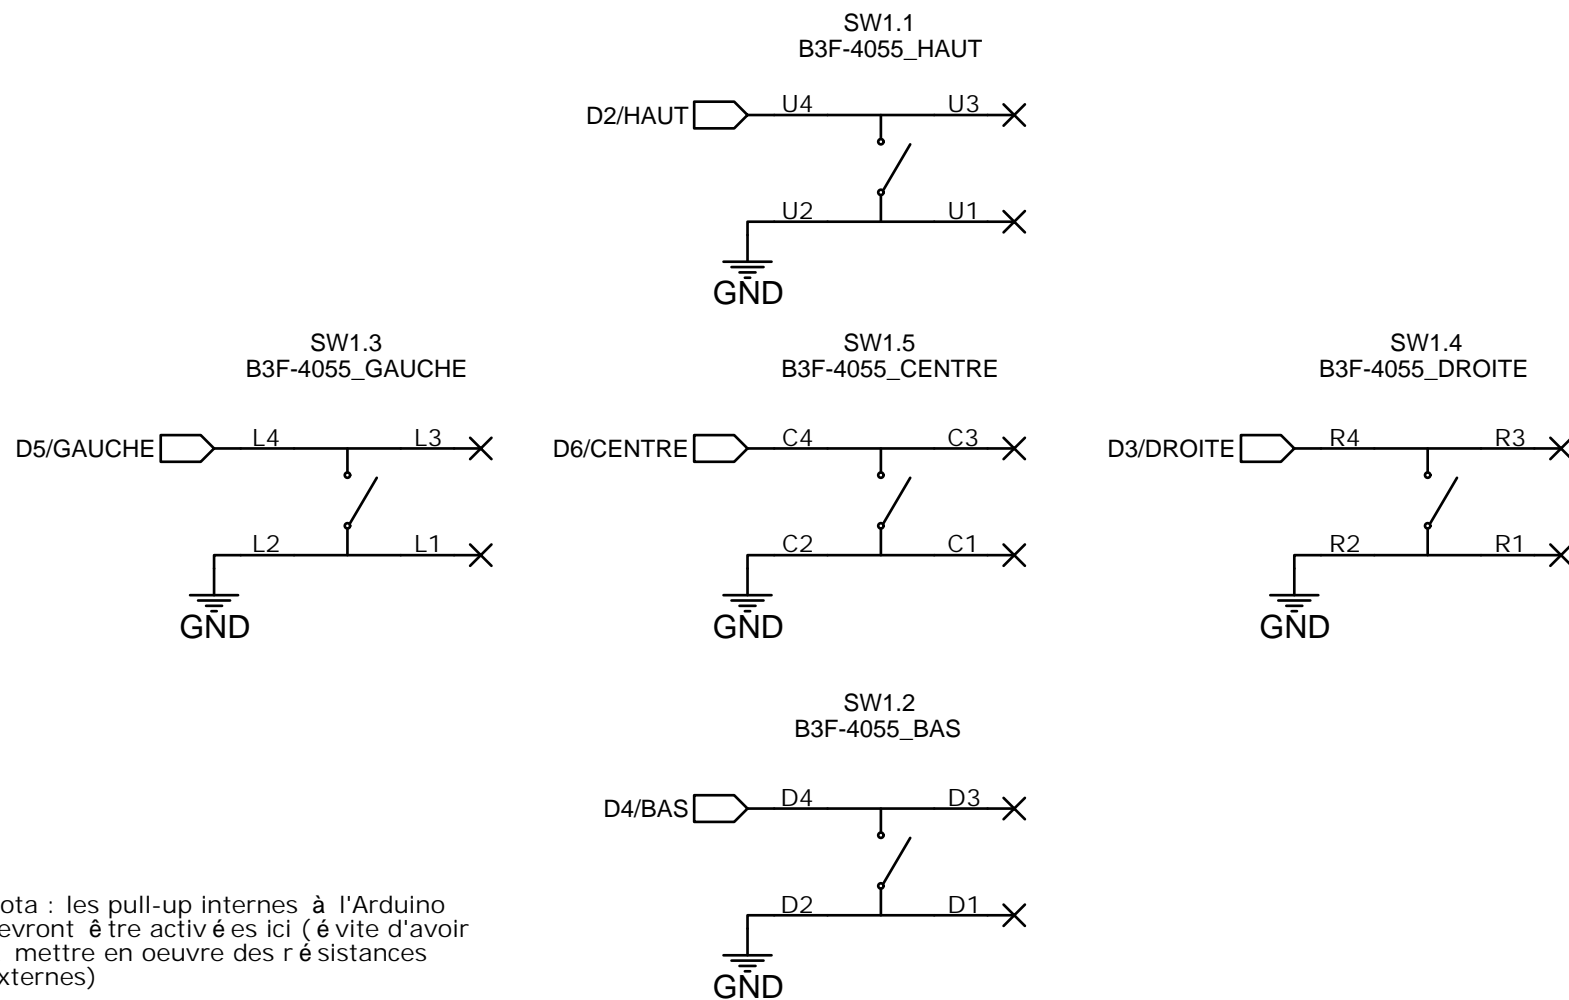 SW1.1
B3F-4055_HAUT
D2/HAUT
U4
U3
U2
U1
GND
SW1.3
B3F-4055_GAUCHE
D5/GAUCHE
L4
L3
L2
L1
GND
SW1.5
B3F-4055_CENTRE
D6/CENTRE
C4
C3
C2
C1
GND
SW1.4
B3F-4055_DROITE
D3/DROITE
R4
R3
R2
R1
GND
SW1.2
B3F-4055_BAS
D4/BAS
D4
D3
D2
D1
GND
ota : les pull-up internes à l'Arduino
evront être activées ici (évite d'avoir
mettre en oeuvre des résistances
xternes)